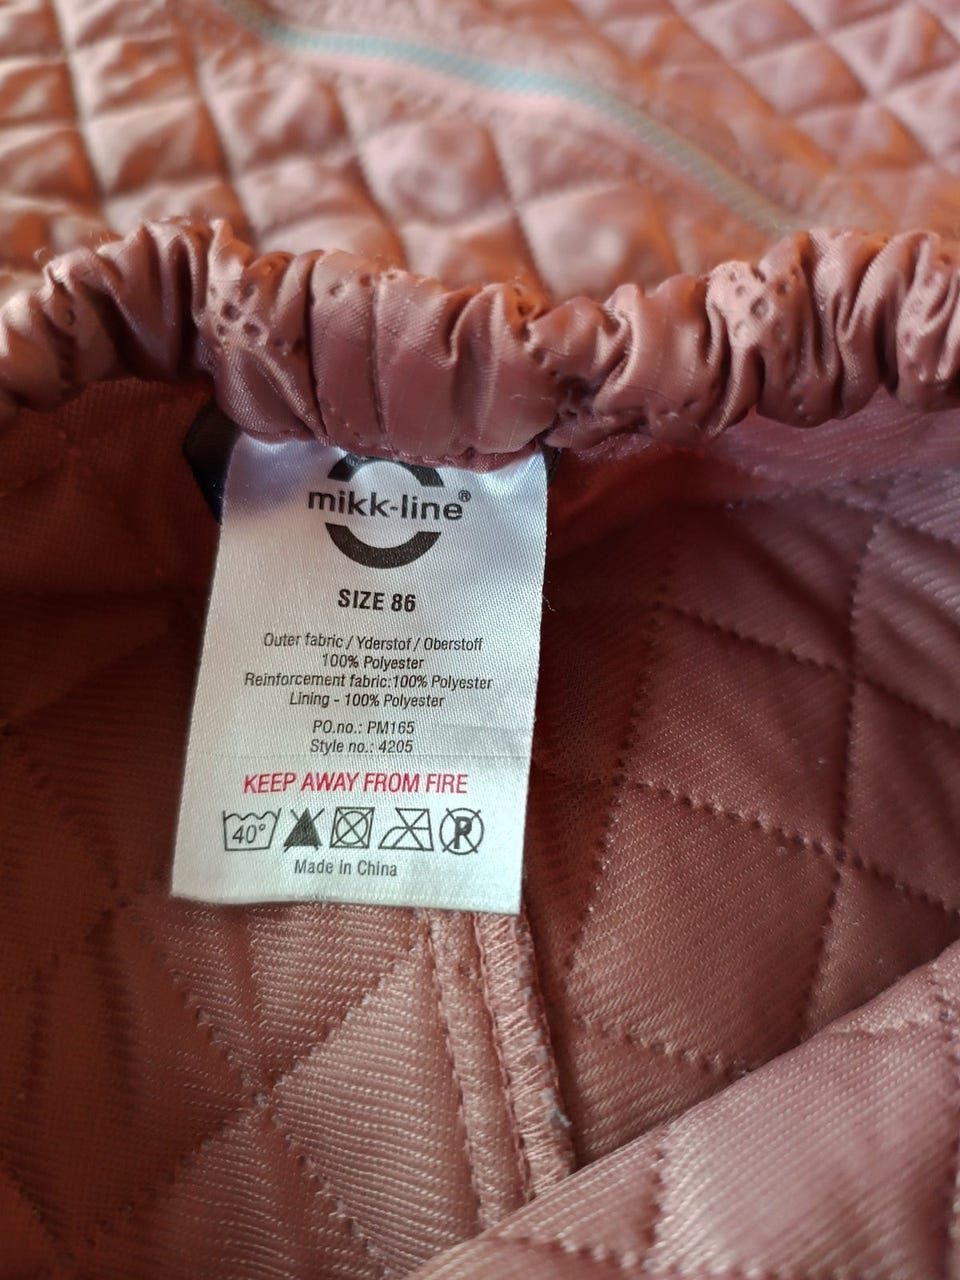 mikk-line®
SIZE 86
Outer fabric / Yderstof / Oberstoff
100% Polyester
Reinforcement fabric:100% Polyester
Lining - 100% Polyester
PO.no.: PM165
Style no.: 4205
KEEP AWAY FROM FIRE
40°
P
Made in China